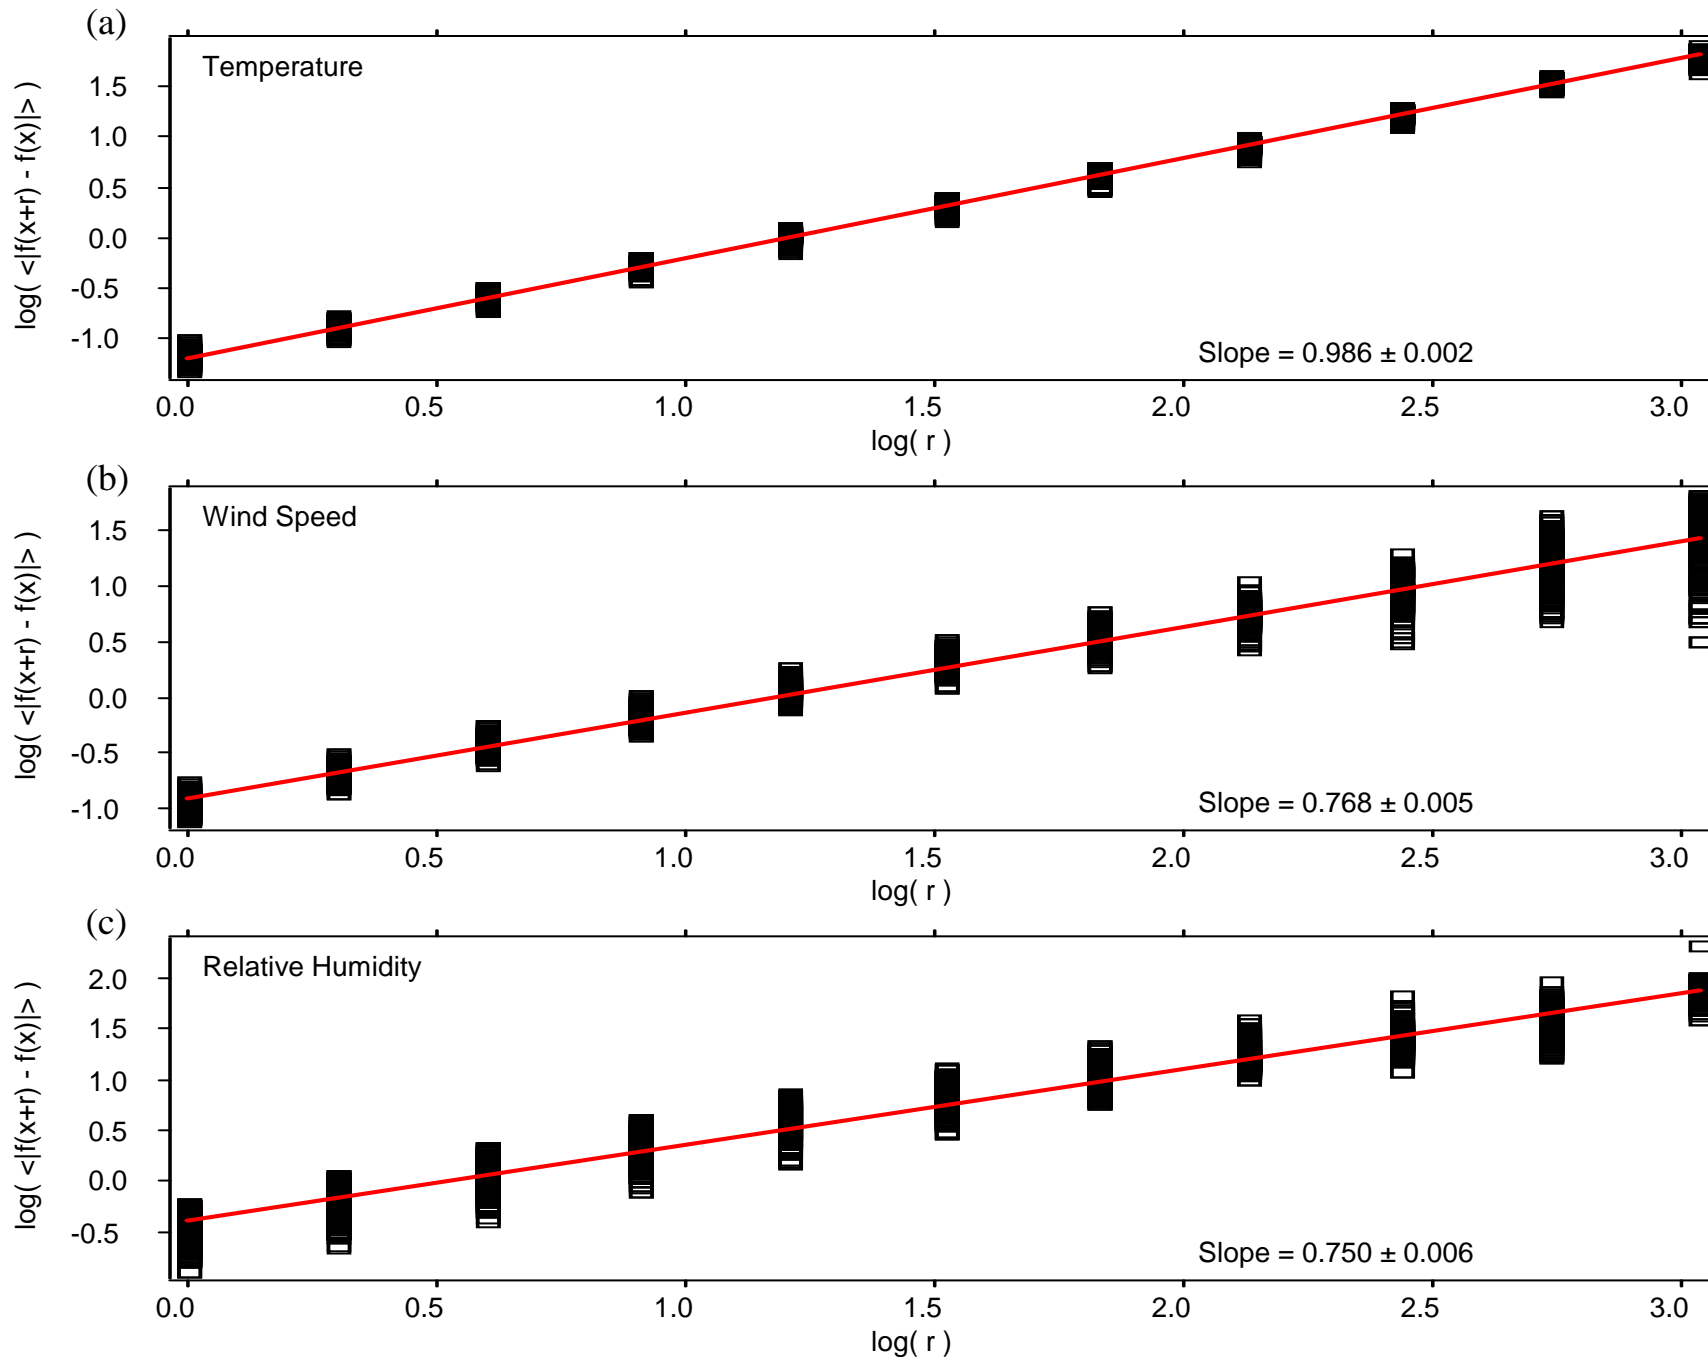 (a)
Temperature
log( <|f(x+r) - f(x)|> )
1.5
1.0
0.5
0.0
-0.5
-1.0
Slope = 0.986 ± 0.002
0.0 0.5 1.0 1.5 2.0 2.5 3.0
log( r )
(b)
Wind Speed
log( <|f(x+r) - f(x)|> )
1.5
1.0
0.5
0.0
-0.5
-1.0
Slope = 0.768 ± 0.005
0.0 0.5 1.0 1.5 2.0 2.5 3.0
log( r )
(c)
Relative Humidity
log( <|f(x+r) - f(x)|> )
2.0
1.5
1.0
0.5
0.0
-0.5
Slope = 0.750 ± 0.006
0.0 0.5 1.0 1.5 2.0 2.5 3.0
log( r )